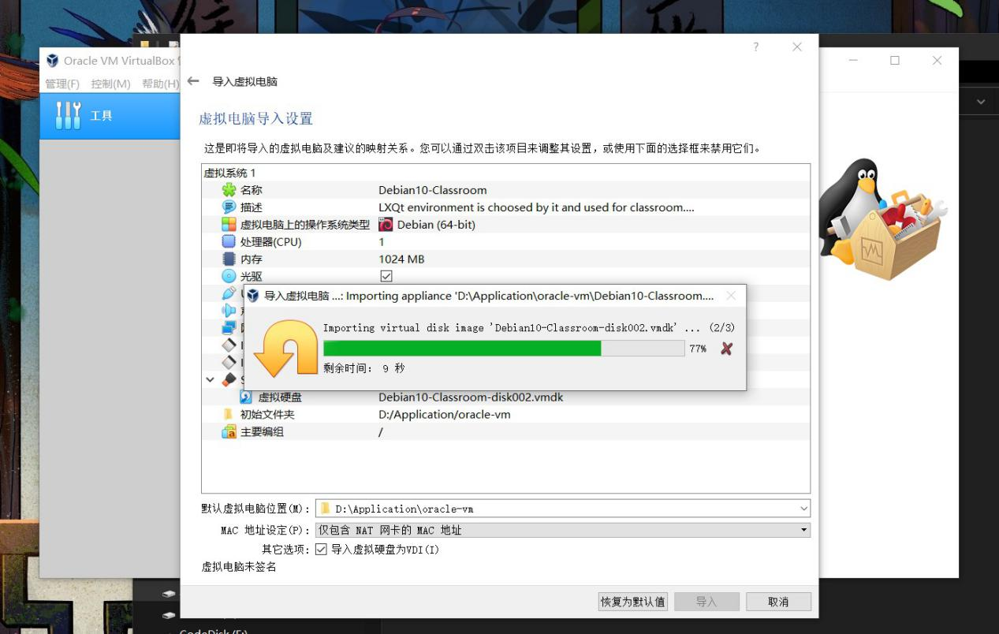 Oracle VM VirtualBox
管理(F) 控制(M) 帮助(H)
工具
?
导入虚拟电脑
虚拟电脑导入设置
这是即将导入的虚拟电脑及建议的映射关系。您可以通过双击该项目来调整其设置，或使用下面的选择框来禁用它们。
虚拟系统 1
名称 Debian10-Classroom
描述 LXQt environment is choosed by it and used for classroom....
虚拟电脑上的操作系统类型 Debian (64-bit)
处理器(CPU) 1
内存 1024 MB
光驱
导入虚拟电脑 ...: Importing appliance 'D:\Application\oracle-vm\Debian10-Classroom....
Importing virtual disk image 'Debian10-Classroom-disk002.vmdk' ... (2/3)
77%
剩余时间: 9 秒
虚拟硬盘 Debian10-Classroom-disk002.vmdk
初始文件夹 D:/Application/oracle-vm
主要编组 /
默认虚拟电脑位置(M): D:\Application\oracle-vm
MAC 地址设定(P): 仅包含 NAT 网卡的 MAC 地址
其它选项: 导入虚拟硬盘为VDI(I)
虚拟电脑未签名
恢复为默认值 导入 取消
CodeDisk (F:)